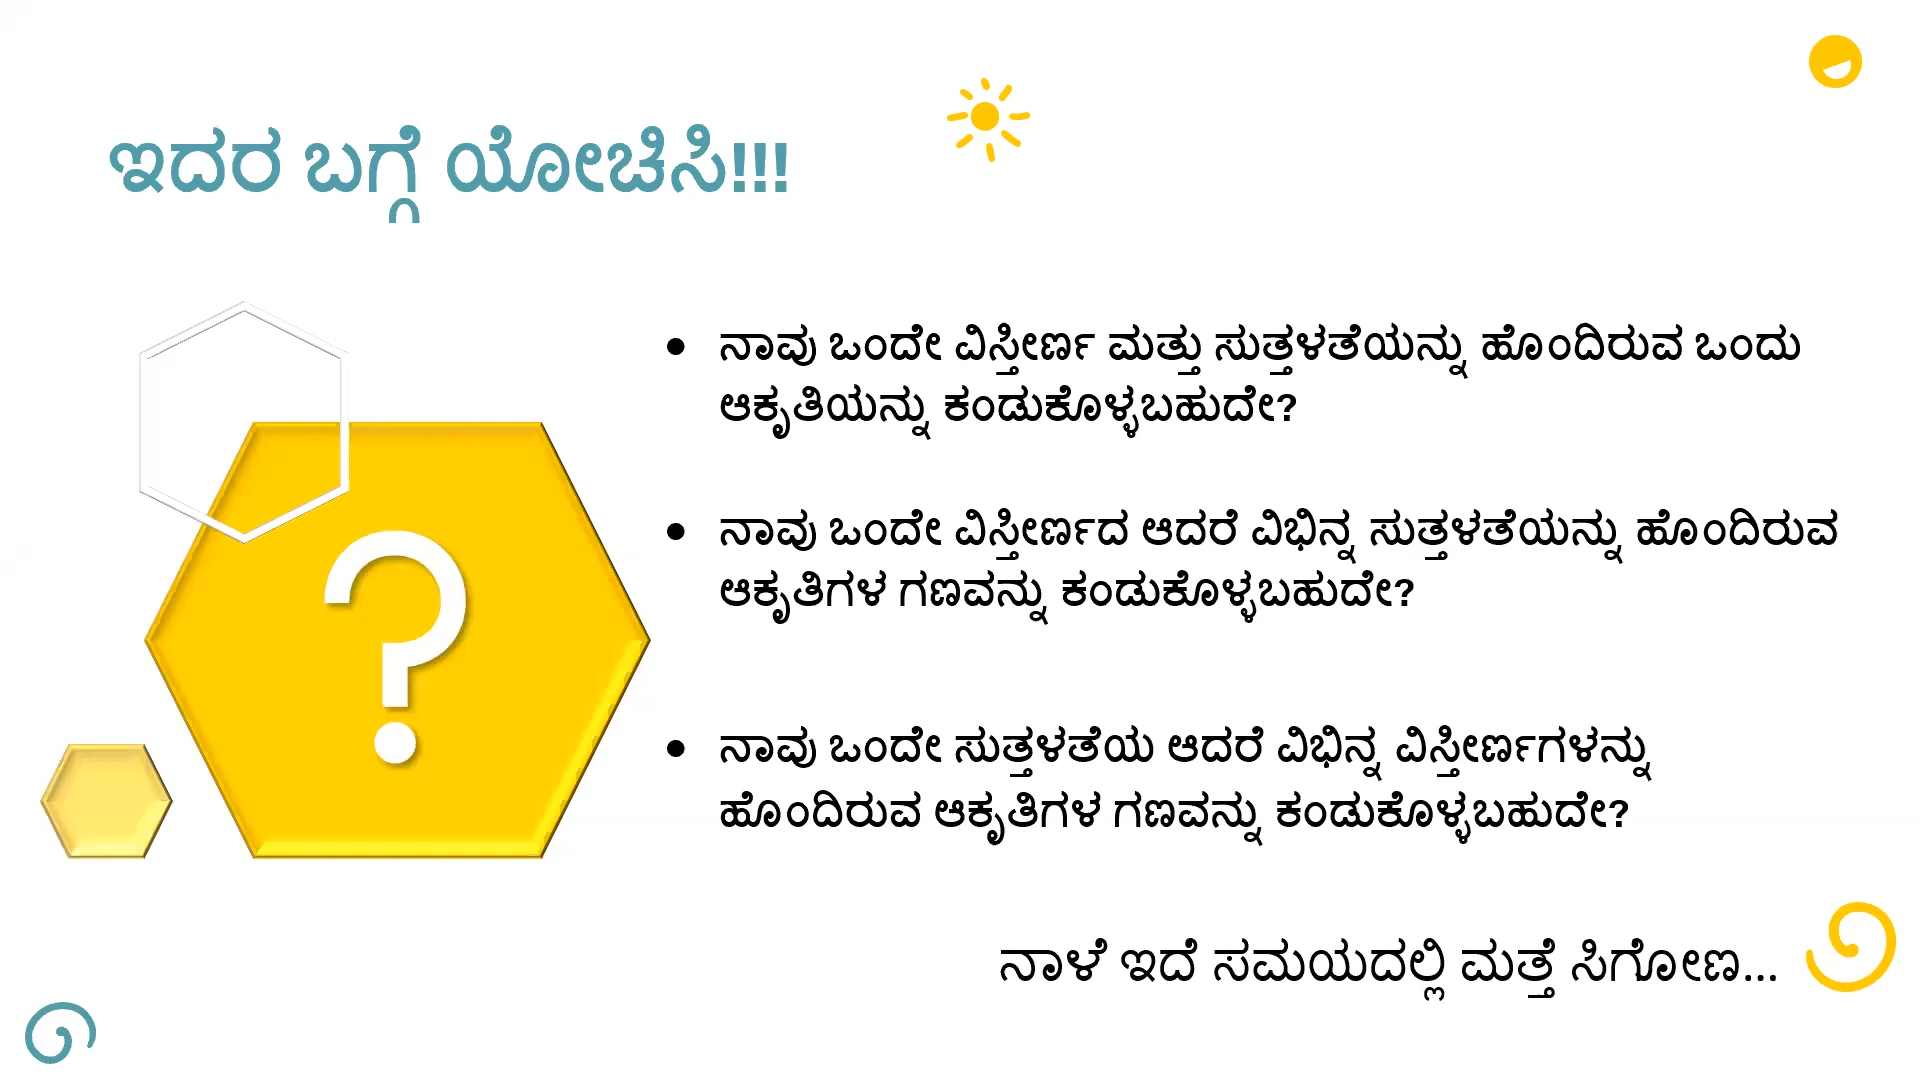 ಇದರ ಬಗ್ಗೆ ಯೋಚಿಸಿ!!!
• ನಾವು ಒಂದೇ ವಿಸ್ತೀರ್ಣ ಮತ್ತು ಸುತ್ತಳತೆಯನ್ನು ಹೊಂದಿರುವ ಒಂದು
ಆಕೃತಿಯನ್ನು ಕಂಡುಕೊಳ್ಳಬಹುದೇ?
• ನಾವು ಒಂದೇ ವಿಸ್ತೀರ್ಣದ ಆದರೆ ವಿಭಿನ್ನ ಸುತ್ತಳತೆಯನ್ನು ಹೊಂದಿರುವ
ಆಕೃತಿಗಳ ಗಣವನ್ನು ಕಂಡುಕೊಳ್ಳಬಹುದೇ?
• ನಾವು ಒಂದೇ ಸುತ್ತಳತೆಯ ಆದರೆ ವಿಭಿನ್ನ ವಿಸ್ತೀರ್ಣಗಳನ್ನು
ಹೊಂದಿರುವ ಆಕೃತಿಗಳ ಗಣವನ್ನು ಕಂಡುಕೊಳ್ಳಬಹುದೇ?
?
ನಾಳೆ ಇದೆ ಸಮಯದಲ್ಲಿ ಮತ್ತೆ ಸಿಗೋಣ...